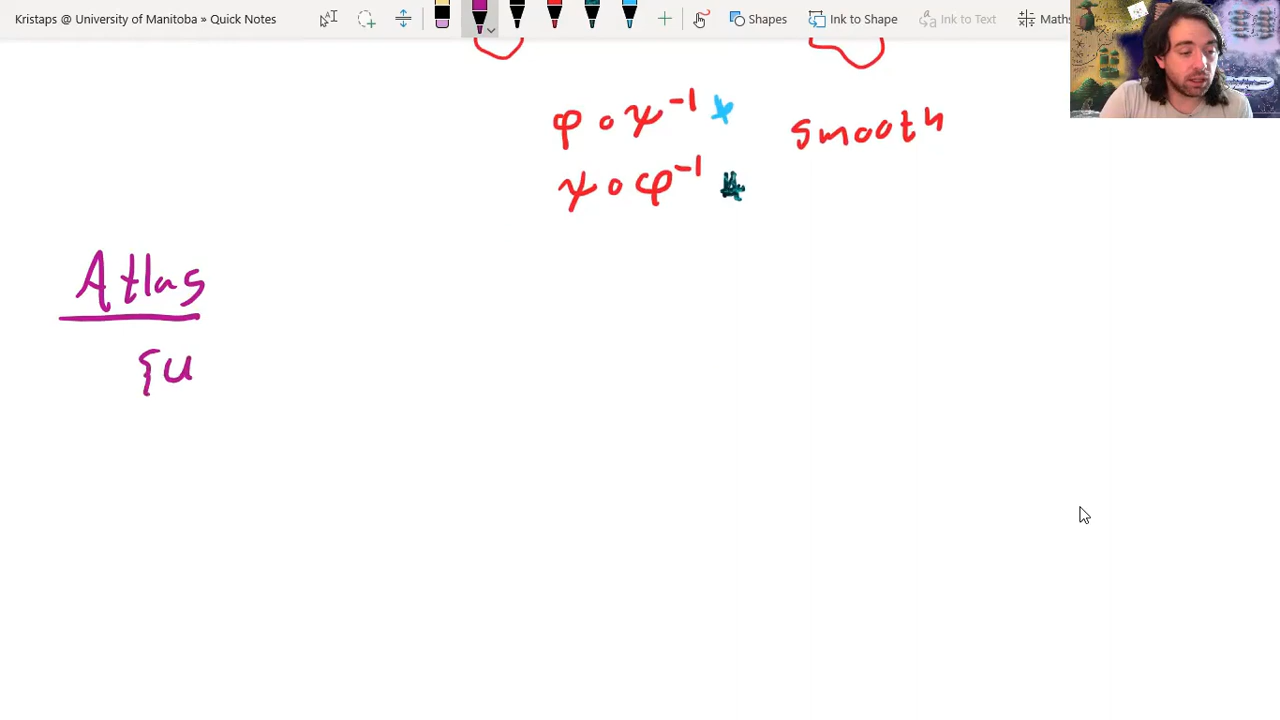 Kristaps @ University of Manitoba » Quick Notes
Shapes Ink to Shape Ink to Text Maths
φ ∘ ψ⁻¹ * smooth
ψ ∘ φ⁻¹
Atlas
{u